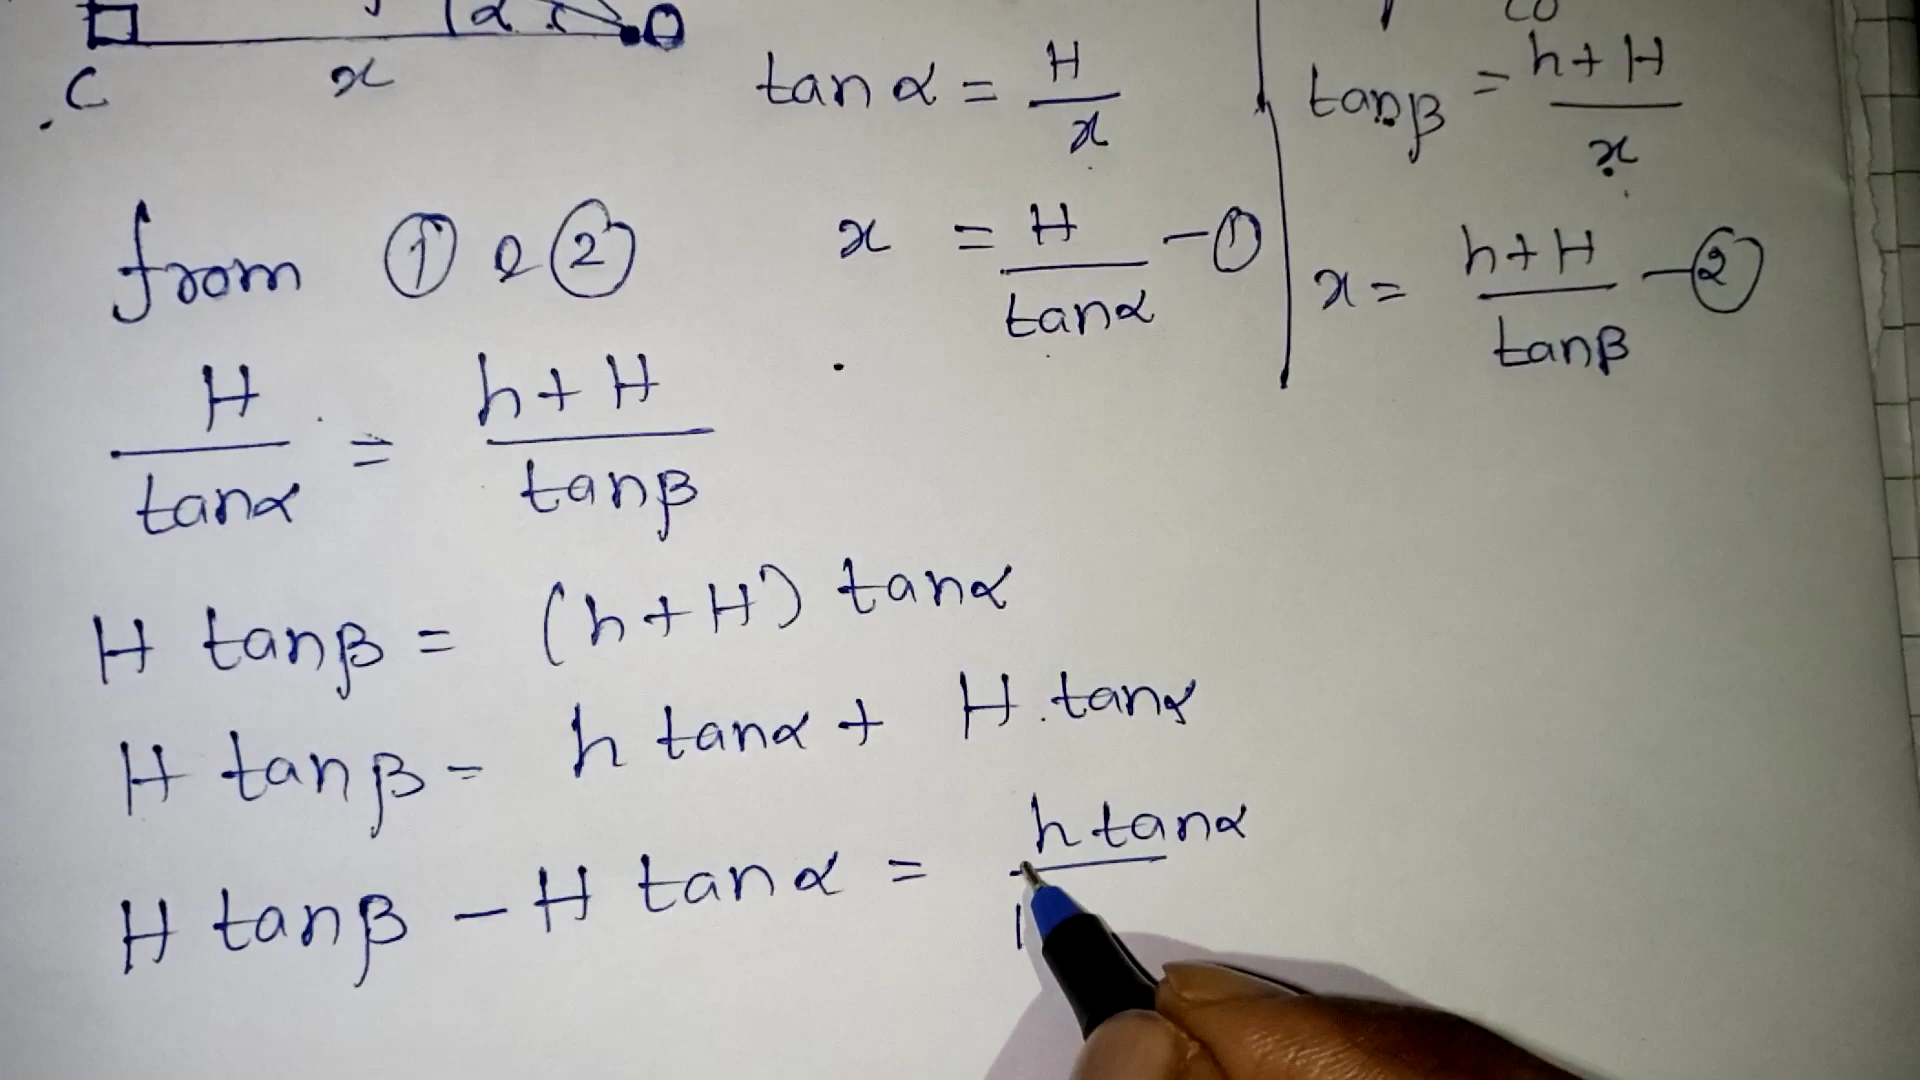 α O
C x
tan α = H/x
tanβ = h+H/x
x = H/tanα - ①
x = h+H/tanβ - ②
from ① & ②
H/tanα = h+H/tanβ
H tanβ = (h+H) tanα
H tanβ = h tanα + H.tanα
H tanβ - H tanα = h tanα